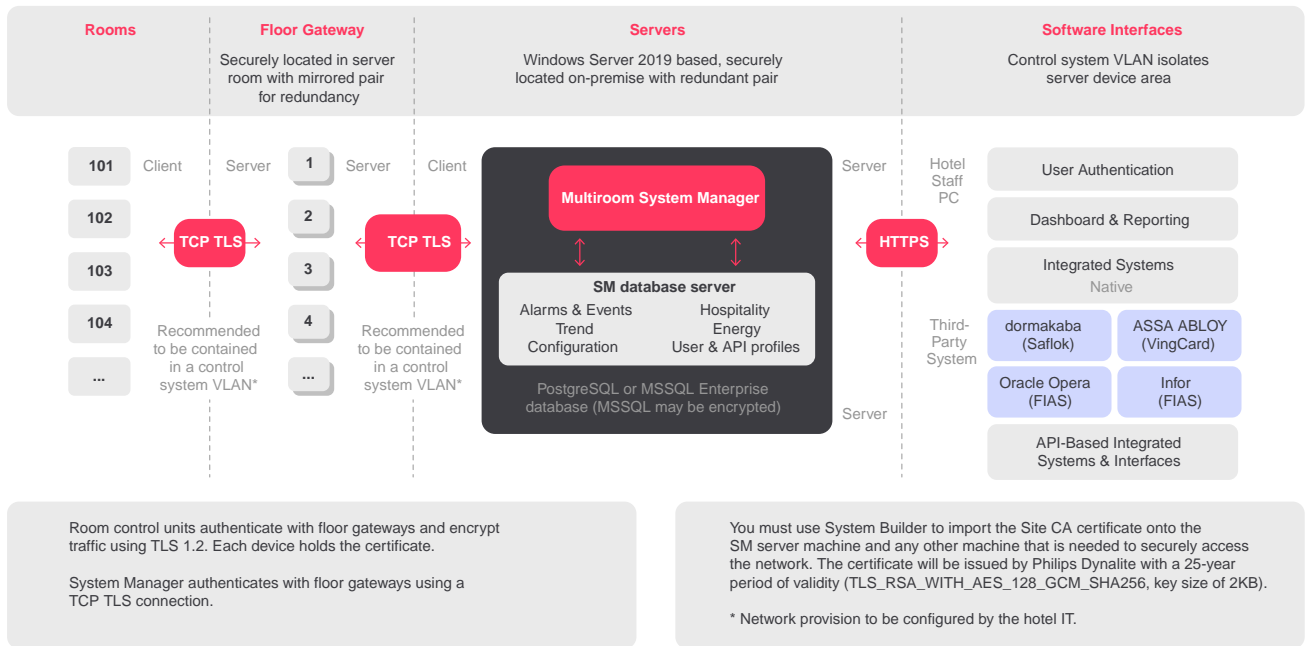 Rooms
Floor Gateway
Securely located in server
room with mirrored pair
for redundancy
Servers
Windows Server 2019 based, securely
located on-premise with redundant pair
Software Interfaces
Control system VLAN isolates
server device area
101
102
103
104
...
Client
Server
TCP TLS
Recommended
to be contained
in a control
system VLAN*
1
2
3
4
...
Server
Client
TCP TLS
Recommended
to be contained
in a control
system VLAN*
Multiroom System Manager
SM database server
Alarms & Events
Trend
Configuration
Hospitality
Energy
User & API profiles
PostgreSQL or MSSQL Enterprise
database (MSSQL may be encrypted)
Server
HTTPS
Server
Hotel
Staff
PC
Third-
Party
System
User Authentication
Dashboard & Reporting
Integrated Systems
Native
dormakaba
(Saflok)
ASSA ABLOY
(VingCard)
Oracle Opera
(FIAS)
Infor
(FIAS)
API-Based Integrated
Systems & Interfaces
Room control units authenticate with floor gateways and encrypt
traffic using TLS 1.2. Each device holds the certificate.
System Manager authenticates with floor gateways using a
TCP TLS connection.
You must use System Builder to import the Site CA certificate onto the
SM server machine and any other machine that is needed to securely access
the network. The certificate will be issued by Philips Dynalite with a 25-year
period of validity (TLS_RSA_WITH_AES_128_GCM_SHA256, key size of 2KB).
* Network provision to be configured by the hotel IT.